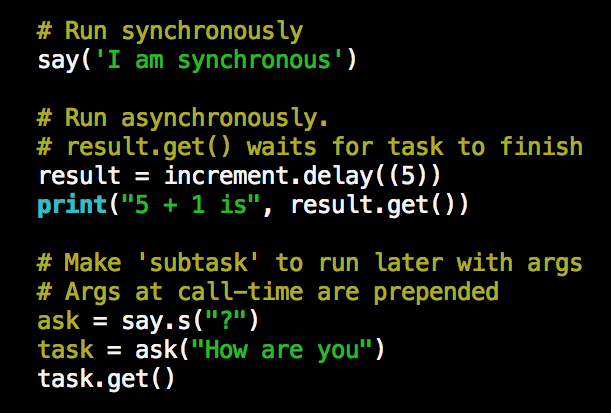 # Run synchronously
say('I am synchronous')
# Run asynchronously.
# result.get() waits for task to finish
result = increment.delay((5))
print("5 + 1 is", result.get())
# Make 'subtask' to run later with args
# Args at call-time are prepended
ask = say.s("?")
task = ask("How are you")
task.get()